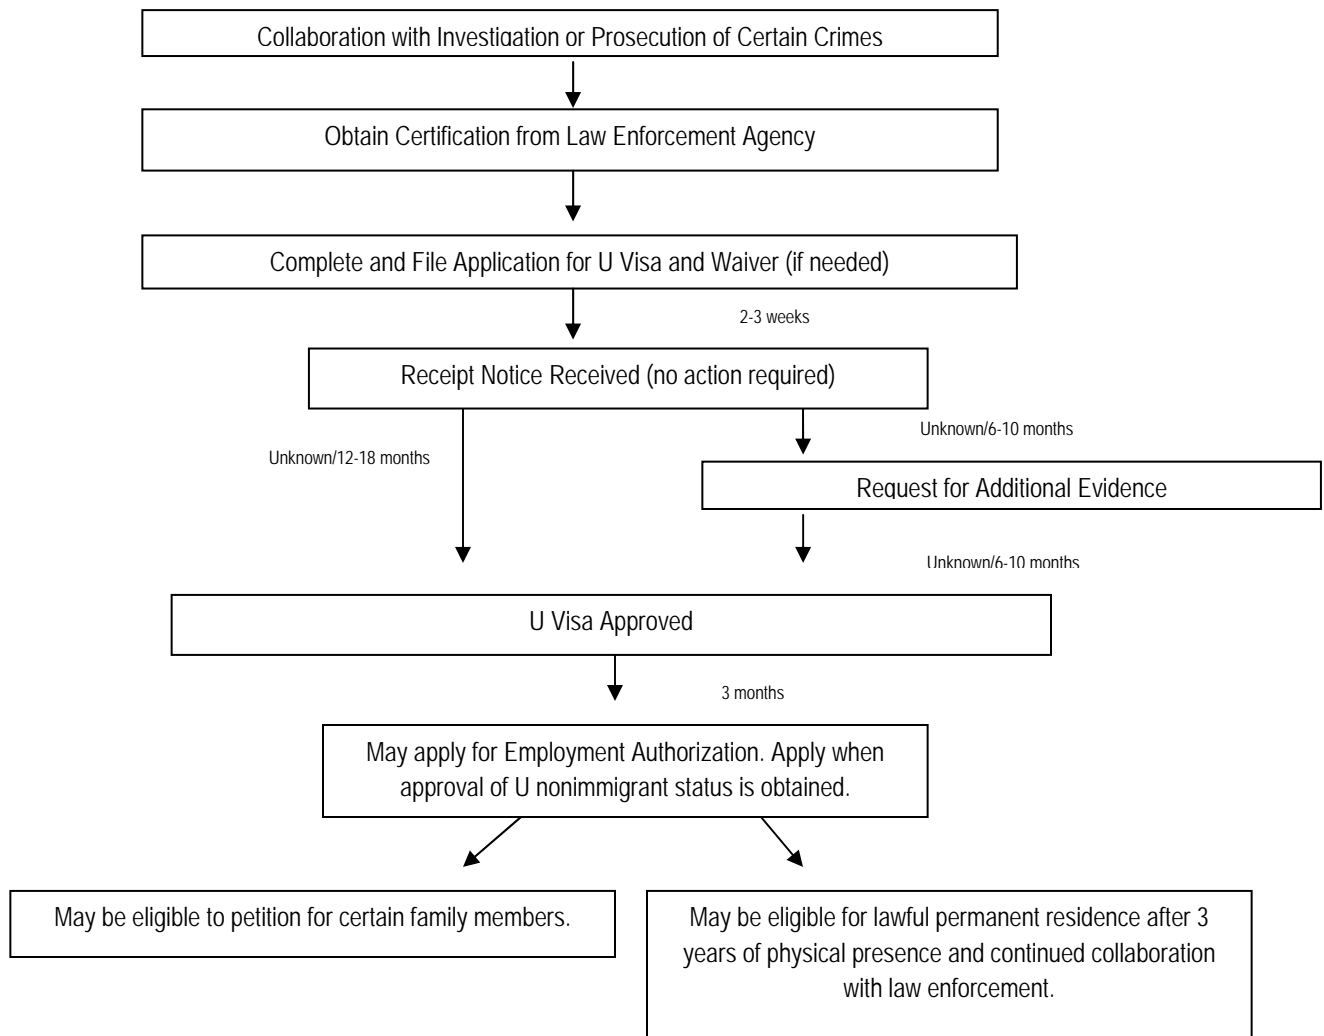 Collaboration with Investigation or Prosecution of Certain Crimes
Obtain Certification from Law Enforcement Agency
Complete and File Application for U Visa and Waiver (if needed)
2-3 weeks
Receipt Notice Received (no action required)
Unknown/6-10 months
Unknown/12-18 months
Request for Additional Evidence
Unknown/6-10 months
U Visa Approved
3 months
May apply for Employment Authorization. Apply when
approval of U nonimmigrant status is obtained.
May be eligible to petition for certain family members.
May be eligible for lawful permanent residence after 3
years of physical presence and continued collaboration
with law enforcement.